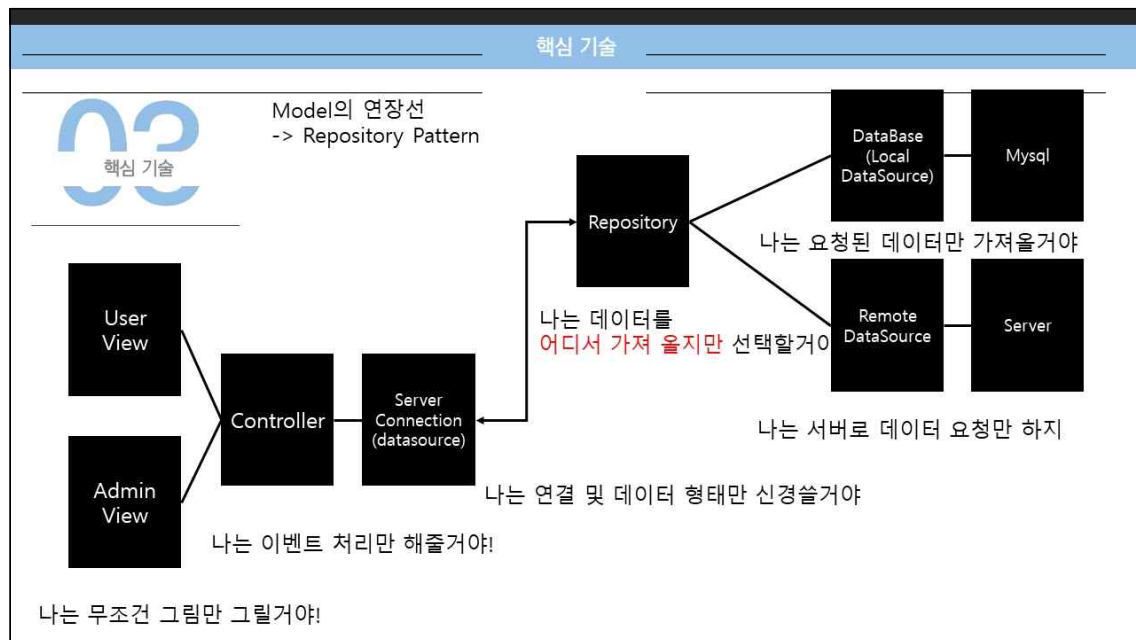 핵심 기술
03
핵심 기술
Model의 연장선
-> Repository Pattern
DataBase
(Local
DataSource)
Mysql
Repository
나는 요청된 데이터만 가져올거야
User
View
나는 데이터를
어디서 가져 올지만 선택할거야
Remote
DataSource
Server
Controller
Server
Connection
(datasource)
나는 서버로 데이터 요청만 하지
Admin
View
나는 연결 및 데이터 형태만 신경쓸거야
나는 이벤트 처리만 해줄거야!
나는 무조건 그림만 그릴거야!